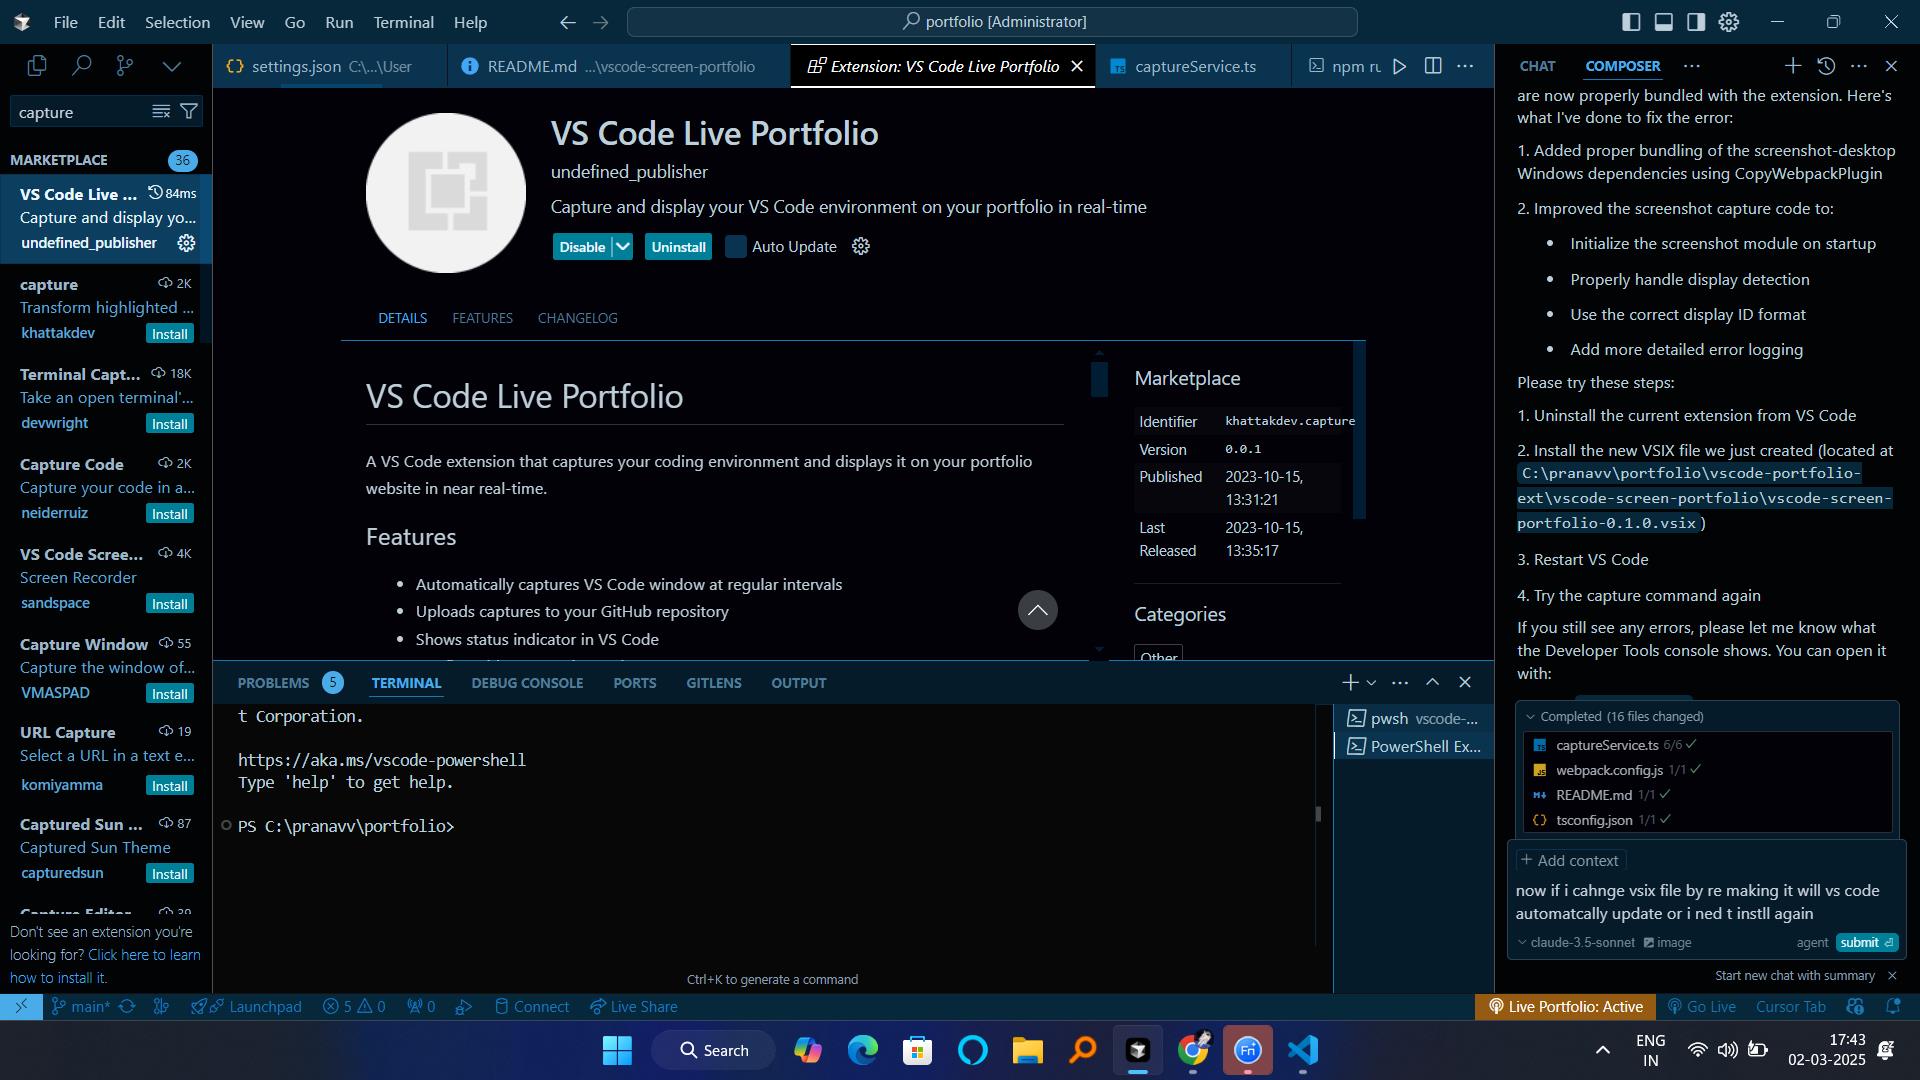 File Edit Selection View Go Run Terminal Help
portfolio [Administrator]
settings.json C:\...\User
README.md ...\vscode-screen-portfolio
Extension: VS Code Live Portfolio
captureService.ts
npm ru
capture
MARKETPLACE 36
VS Code Live ... 84ms
Capture and display yo...
undefined_publisher
capture 2K
Transform highlighted ...
khattakdev Install
Terminal Capt... 18K
Take an open terminal'...
devwright Install
Capture Code 2K
Capture your code in a...
neiderruiz Install
VS Code Scree... 4K
Screen Recorder
sandspace Install
Capture Window 55
Capture the window of...
VMASPAD Install
URL Capture 19
Select a URL in a text e...
komiyamma Install
Captured Sun ... 87
Captured Sun Theme
capturedsun Install
Capture Editor 39
Don't see an extension you're
looking for? Click here to learn
how to install it.
VS Code Live Portfolio
undefined_publisher
Capture and display your VS Code environment on your portfolio in real-time
Disable Uninstall Auto Update
DETAILS FEATURES CHANGELOG
VS Code Live Portfolio
A VS Code extension that captures your coding environment and displays it on your portfolio
website in near real-time.
Features
• Automatically captures VS Code window at regular intervals
• Uploads captures to your GitHub repository
• Shows status indicator in VS Code
Marketplace
Identifier khattakdev.capture
Version 0.0.1
Published 2023-10-15,
13:31:21
Last 2023-10-15,
Released 13:35:17
Categories
Other
PROBLEMS 5 TERMINAL DEBUG CONSOLE PORTS GITLENS OUTPUT
t Corporation.
https://aka.ms/vscode-powershell
Type 'help' to get help.
PS C:\pranavv\portfolio>
Ctrl+K to generate a command
pwsh vscode-...
PowerShell Ex...
CHAT COMPOSER
are now properly bundled with the extension. Here's
what I've done to fix the error:
1. Added proper bundling of the screenshot-desktop
Windows dependencies using CopyWebpackPlugin
2. Improved the screenshot capture code to:
• Initialize the screenshot module on startup
• Properly handle display detection
• Use the correct display ID format
• Add more detailed error logging
Please try these steps:
1. Uninstall the current extension from VS Code
2. Install the new VSIX file we just created (located at
C:\pranavv\portfolio\vscode-portfolio-
ext\vscode-screen-portfolio\vscode-screen-
portfolio-0.1.0.vsix)
3. Restart VS Code
4. Try the capture command again
If you still see any errors, please let me know what
the Developer Tools console shows. You can open it
with:
Completed (16 files changed)
captureService.ts 6/6
webpack.config.js 1/1
README.md 1/1
tsconfig.json 1/1
+ Add context
now if i cahnge vsix file by re making it will vs code
automatcally update or i ned t instll again
claude-3.5-sonnet image agent submit
Start new chat with summary
main* Launchpad 5 0 0 Connect Live Share
Live Portfolio: Active Go Live Cursor Tab
Search
ENG
IN
17:43
02-03-2025